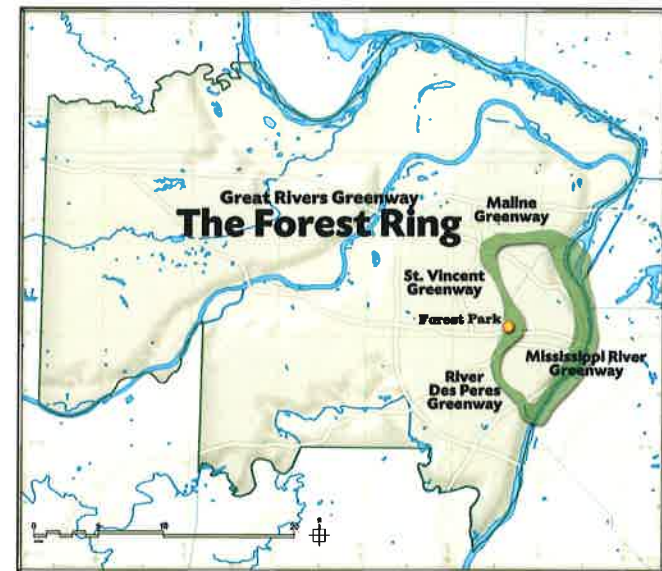 Great Rivers Greenway
The Forest Ring
Maline
Greenway
St. Vincent
Greenway
Forest Park
Mississippi River
Greenway
River
Des Peres
Greenway
0 5 10 20